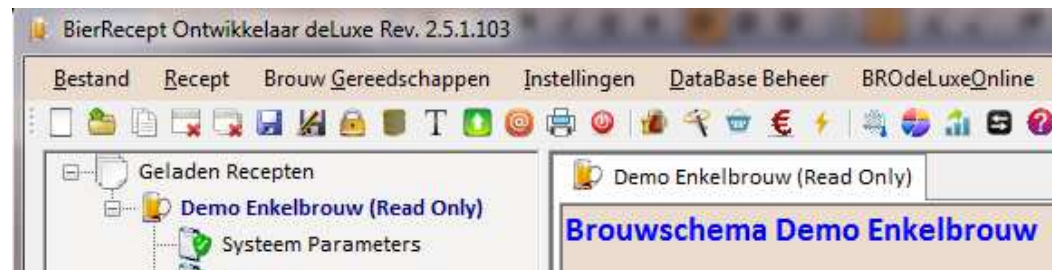 BierRecept Ontwikkelaar deLuxe Rev. 2.5.1.103
Bestand Recept Brouw Gereedschappen Instellingen DataBase Beheer BROdeLuxeOnline
T € ?
Geladen Recepten
Demo Enkelbrouw (Read Only)
Systeem Parameters
Demo Enkelbrouw (Read Only)
Brouwschema Demo Enkelbrouw